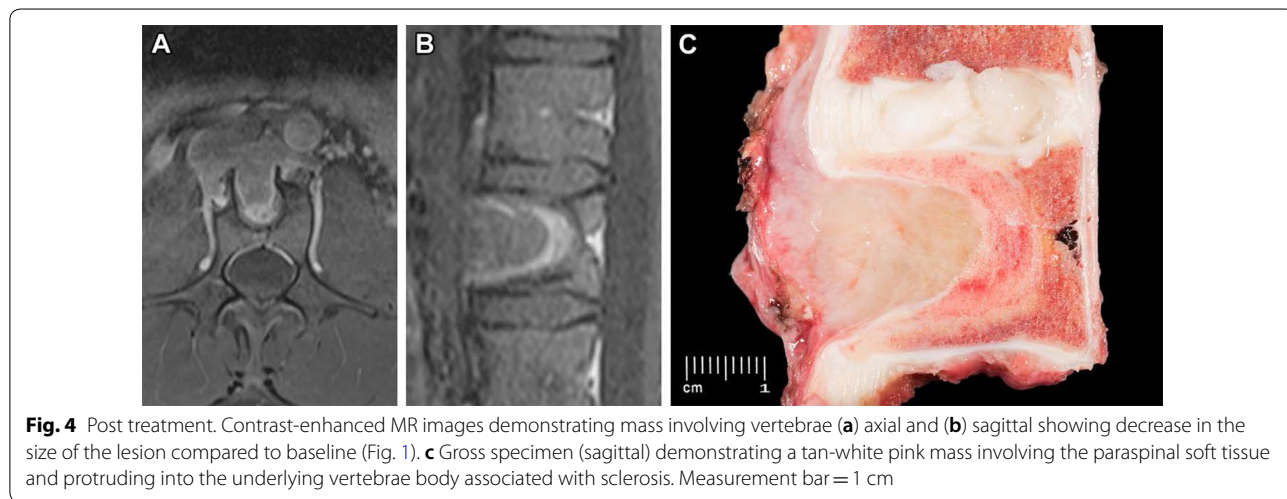 A
B
C
cm 1
Fig. 4 Post treatment. Contrast-enhanced MR images demonstrating mass involving vertebrae (a) axial and (b) sagittal showing decrease in the
size of the lesion compared to baseline (Fig. 1). c Gross specimen (sagittal) demonstrating a tan-white pink mass involving the paraspinal soft tissue
and protruding into the underlying vertebrae body associated with sclerosis. Measurement bar = 1 cm